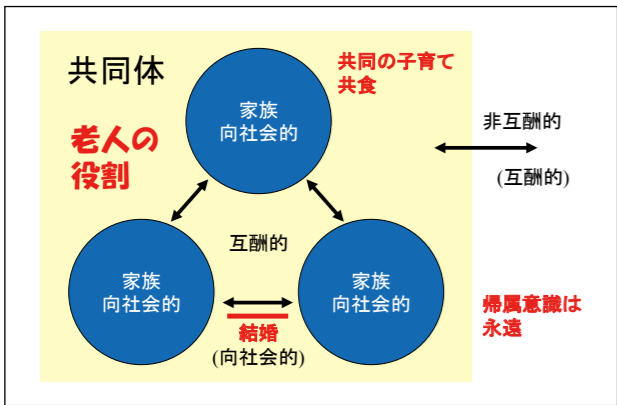 共同体
共同の子育て
共食
家族
向社会的
老人の
役割
非互酬的
(互酬的)
互酬的
家族
向社会的
家族
向社会的
結婚
(向社会的)
帰属意識は
永遠